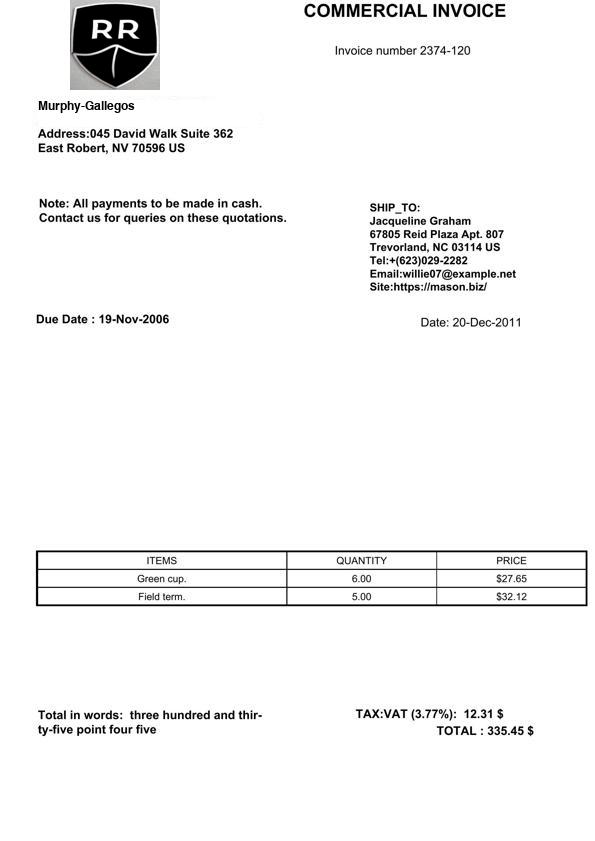 RR
COMMERCIAL INVOICE
Invoice number 2374-120
Murphy-Gallegos
Address:045 David Walk Suite 362
East Robert, NV 70596 US
Note: All payments to be made in cash.
Contact us for queries on these quotations.
SHIP_TO:
Jacqueline Graham
67805 Reid Plaza Apt. 807
Trevorland, NC 03114 US
Tel:+(623)029-2282
Email:willie07@example.net
Site:https://mason.biz/
Due Date : 19-Nov-2006
Date: 20-Dec-2011
ITEMS QUANTITY PRICE
Green cup. 6.00 $27.65
Field term. 5.00 $32.12
Total in words: three hundred and thir-
ty-five point four five
TAX:VAT (3.77%): 12.31 $
TOTAL : 335.45 $